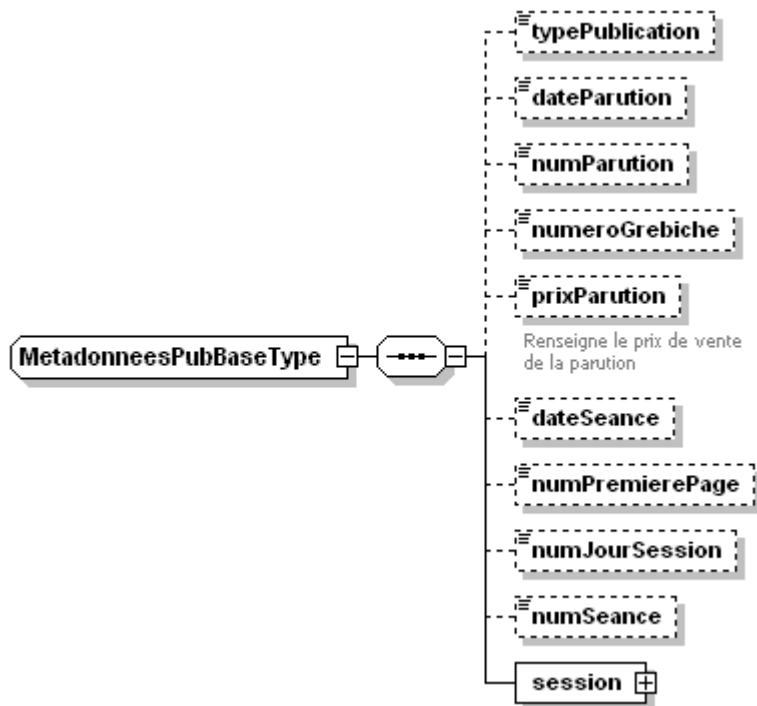 typePublication
dateParution
numParution
numeroGrebiche
prixParution
Renseigne le prix de vente
de la parution
MetadonneesPubBaseType
dateSeance
numPremierePage
numJourSession
numSeance
session